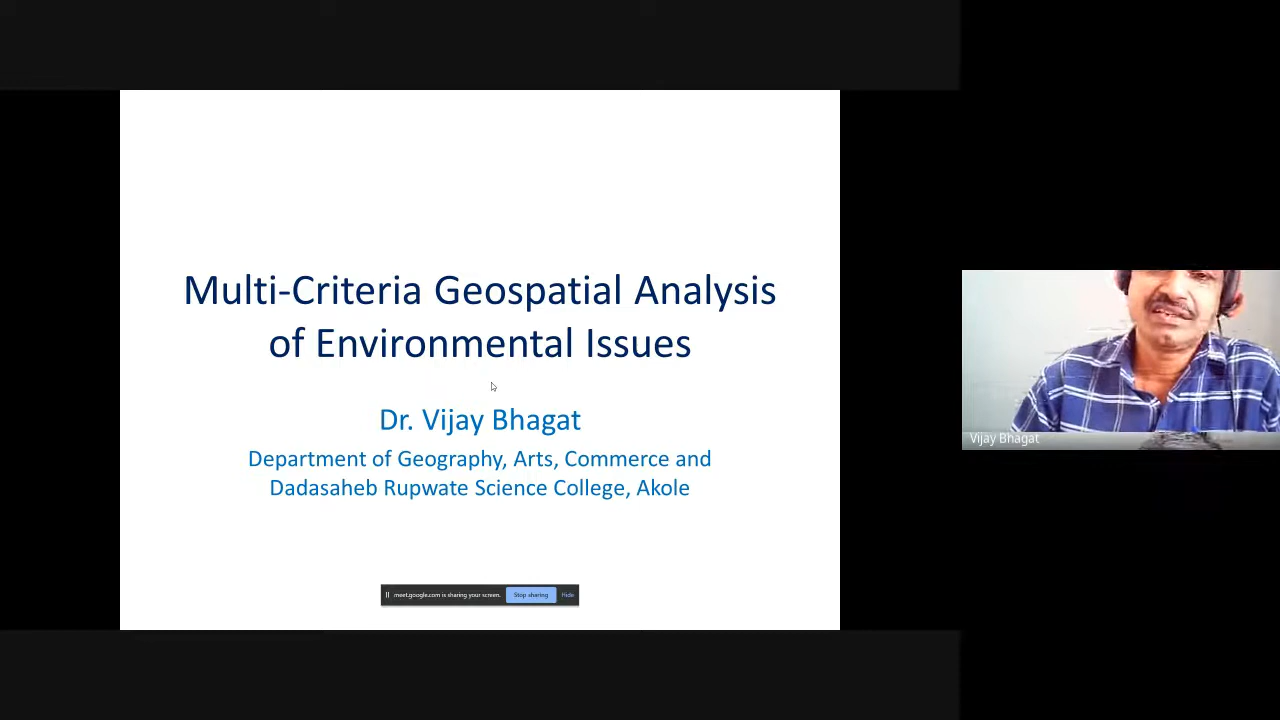 Multi-Criteria Geospatial Analysis
of Environmental Issues
Dr. Vijay Bhagat
Department of Geography, Arts, Commerce and
Dadasaheb Rupwate Science College, Akole
meet.google.com is sharing your screen. Stop sharing Hide
Vijay Bhagat